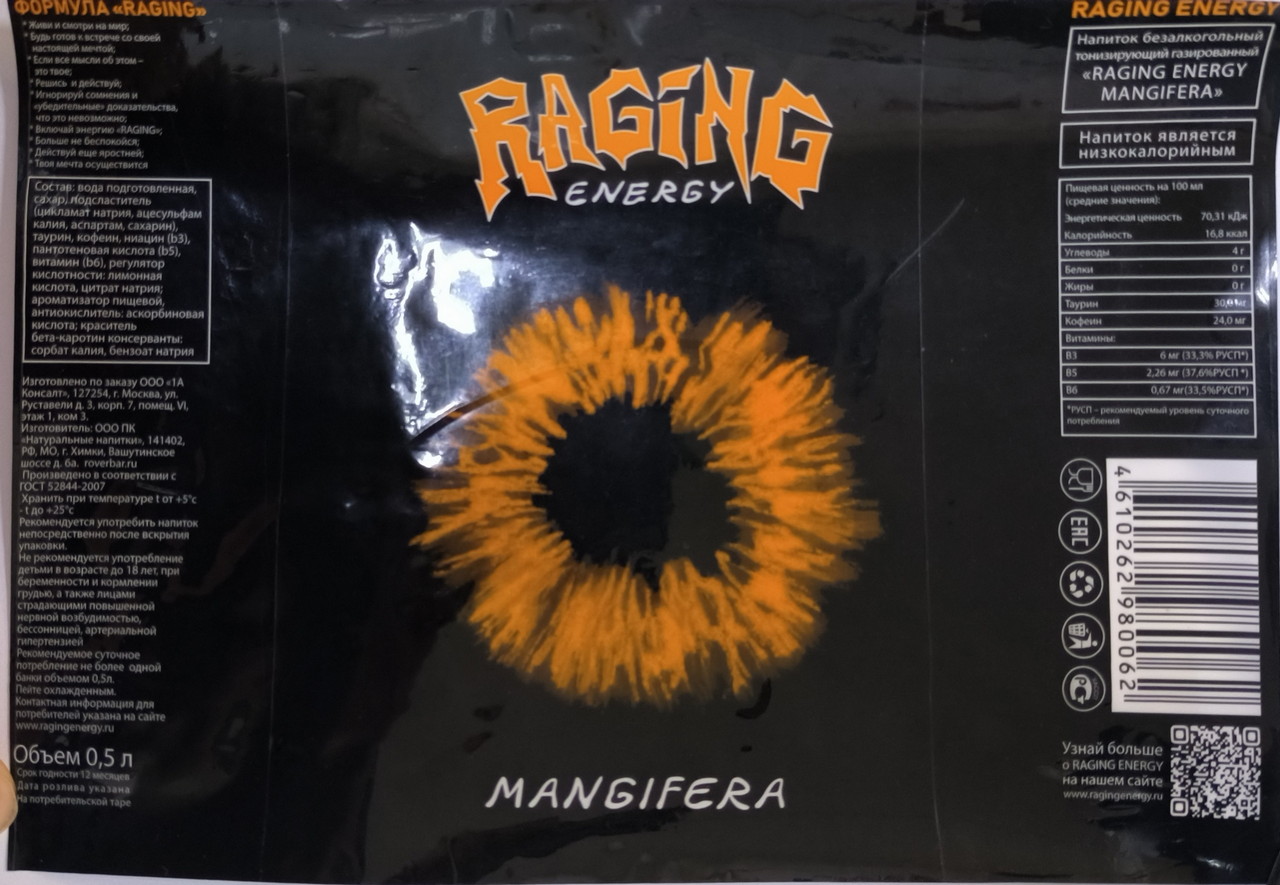 ФОРМУЛА «RAGING»
* Живи и смотри на мир;
* Будь готов к встрече со своей
настоящей мечтой;
* Если все мысли об этом –
это твое;
* Решись и действуй;
* Игнорируй сомнения и
«убедительные» доказательства,
что это невозможно;
* Включай энергию «RAGING»;
* Больше не беспокойся;
* Действуй еще яростней;
* Твоя мечта осуществится
Состав: вода подготовленная,
сахар, подсластитель
(цикламат натрия, ацесульфам
калия, аспартам, сахарин),
таурин, кофеин, ниацин (b3),
пантотеновая кислота (b5),
витамин (b6), регулятор
кислотности: лимонная
кислота, цитрат натрия;
ароматизатор пищевой,
антиокислитель: аскорбиновая
кислота; краситель
бета-каротин консерванты:
сорбат калия, бензоат натрия
Изготовлено по заказу ООО «1А
Консалт», 127254, г. Москва, ул.
Руставели д. 3, корп. 7, помещ. VI,
этаж 1, ком 3.
Изготовитель: ООО ПК
«Натуральные напитки», 141402,
РФ, МО, г. Химки, Вашутинское
шоссе д. 6а. roverbar.ru
Произведено в соответствии с
ГОСТ 52844-2007
Хранить при температуре t от +5°c
- t до +25°c
Рекомендуется употребить напиток
непосредственно после вскрытия
упаковки.
Не рекомендуется употребление
детьми в возрасте до 18 лет, при
беременности и кормлении
грудью, а также лицами
страдающими повышенной
нервной возбудимостью,
бессонницей, артериальной
гипертензией
Рекомендуемое суточное
потребление не более одной
банки объемом 0,5л.
Пейте охлажденным.
Контактная информация для
потребителей указана на сайте
www.ragingenergy.ru
Объем 0,5 л
Срок годности 12 месяцев
Дата розлива указана
На потребительской таре
RAGING
ENERGY
MANGIFERA
RAGING ENERGY
Напиток безалкогольный
тонизирующий газированный
«RAGING ENERGY
MANGIFERA»
Напиток является
низкокалорийным
Пищевая ценность на 100 мл
(средние значения):
Энергетическая ценность 70,31 кДж
Калорийность 16,8 ккал
Углеводы 4 г
Белки 0 г
Жиры 0 г
Таурин 30,0 мг
Кофеин 24,0 мг
Витамины:
В3 6 мг (33,3% РУСП*)
В5 2,26 мг (37,6%РУСП*)
В6 0,67 мг(33,5%РУСП*)
*РУСП – рекомендуемый уровень суточного
потребления
EAC
4 610262 980062
Узнай больше
о RAGING ENERGY
на нашем сайте
www.ragingenergy.ru